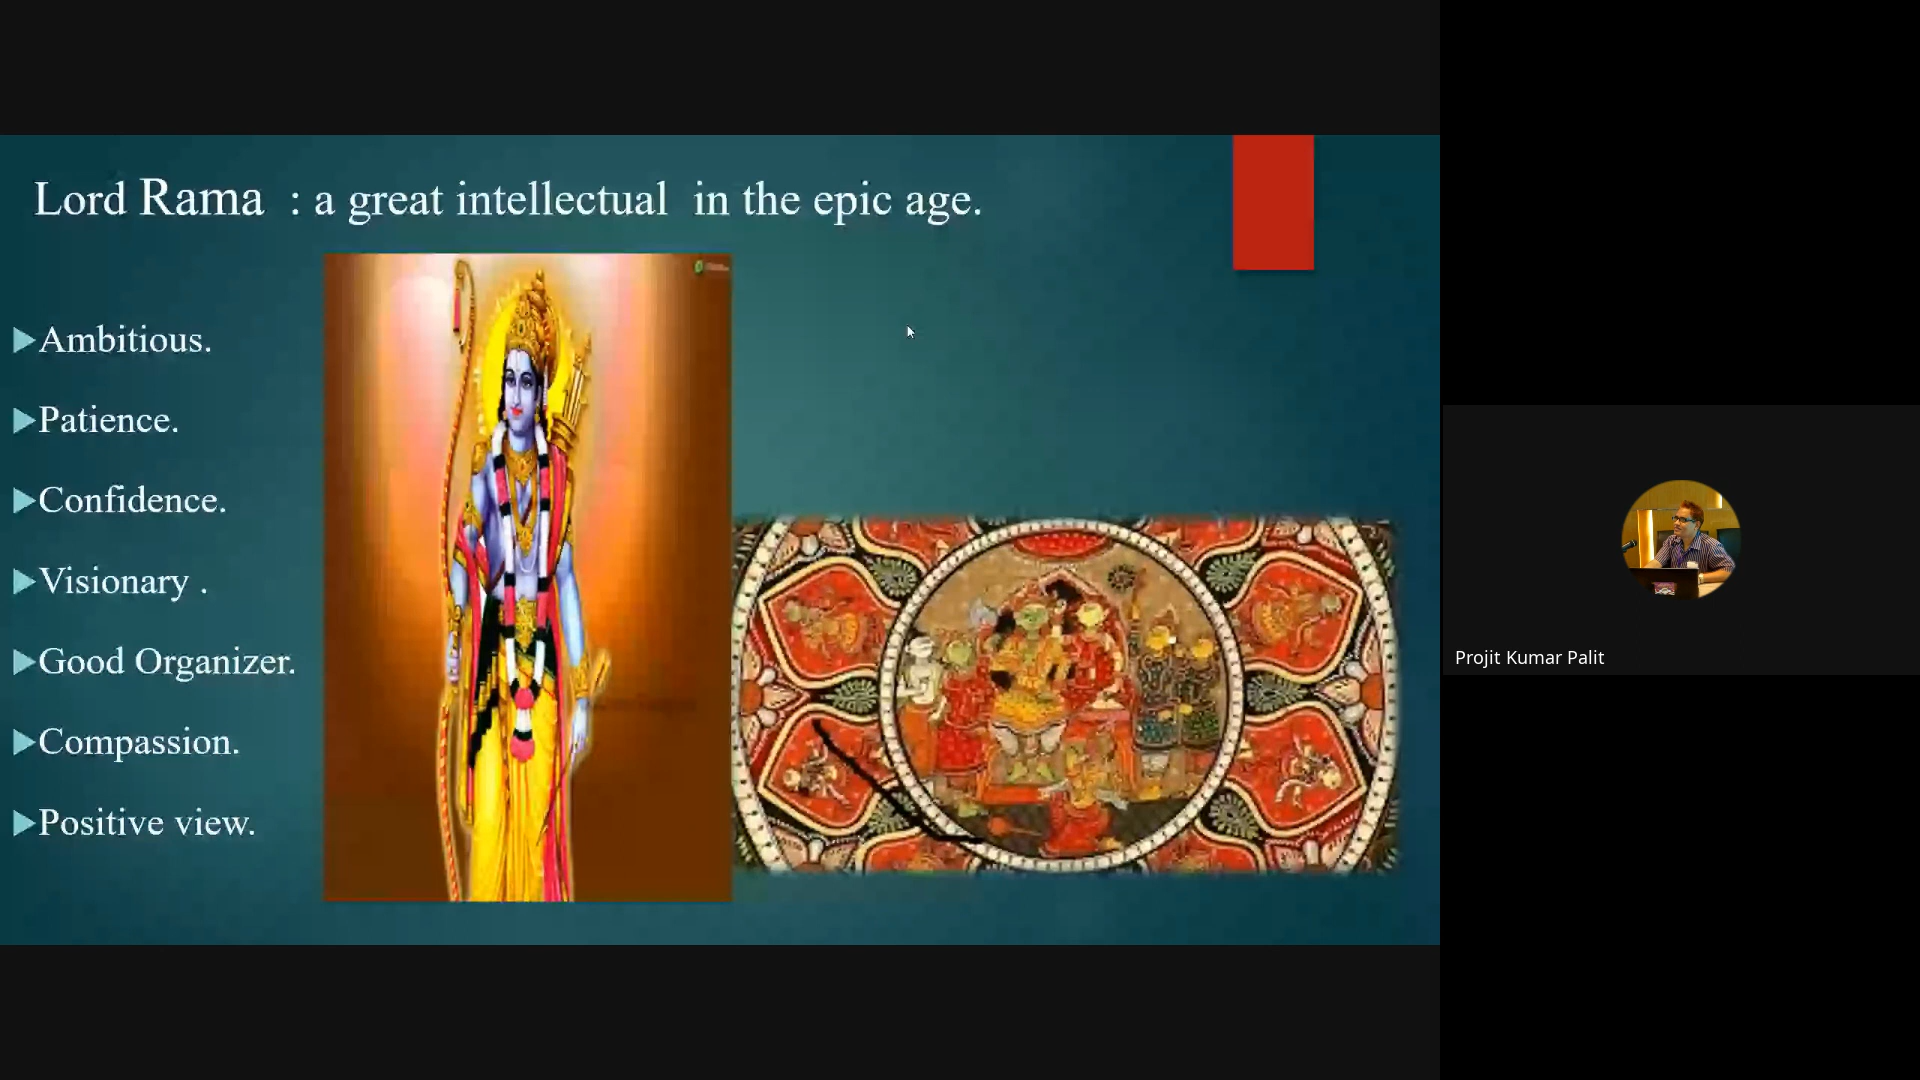 Lord Rama : a great intellectual in the epic age.
Ambitious.
Patience.
Confidence.
Visionary .
Good Organizer.
Compassion.
Positive view.
Projit Kumar Palit